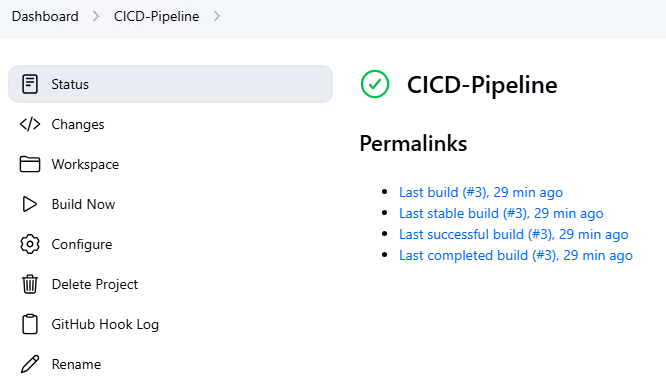 Dashboard > CICD-Pipeline >
Status
Changes
Workspace
Build Now
Configure
Delete Project
GitHub Hook Log
Rename
CICD-Pipeline
Permalinks
• Last build (#3), 29 min ago
• Last stable build (#3), 29 min ago
• Last successful build (#3), 29 min ago
• Last completed build (#3), 29 min ago